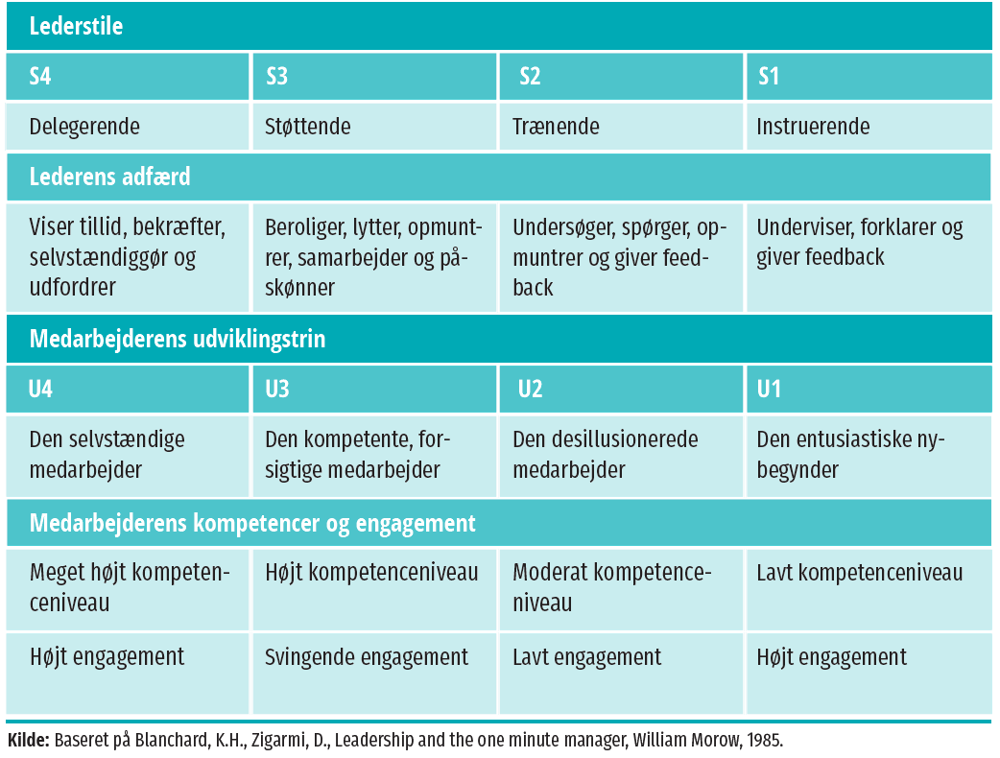 Lederstile
S4 S3 S2 S1
Delegerende Støttende Trænende Instruerende
Lederens adfærd
Viser tillid, bekræfter,
selvstændiggør og
udfordrer
Beroliger, lytter, opmunt-
rer, samarbejder og på-
skønner
Undersøger, spørger, op-
muntrer og giver feed-
back
Underviser, forklarer og
giver feedback
Medarbejderens udviklingstrin
U4 U3 U2 U1
Den selvstændige
medarbejder
Den kompetente, for-
sigtige medarbejder
Den desillusionerede
medarbejder
Den entusiastiske ny-
begynder
Medarbejderens kompetencer og engagement
Meget højt kompeten-
ceniveau
Højt kompetenceniveau
Moderat kompetence-
niveau
Lavt kompetenceniveau
Højt engagement Svingende engagement Lavt engagement Højt engagement
Kilde: Baseret på Blanchard, K.H., Zigarmi, D., Leadership and the one minute manager, William Morow, 1985.